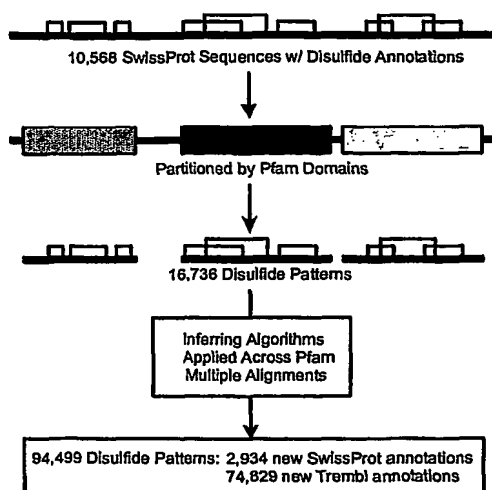 10,568 SwissProt Sequences w/ Disulfide Annotations
Partitioned by Pfam Domains
16,736 Disulfide Patterns
Inferring Algorithms
Applied Across Pfam
Multiple Alignments
94,499 Disulfide Patterns: 2,934 new SwissProt annotations
74,829 new Trembl annotations